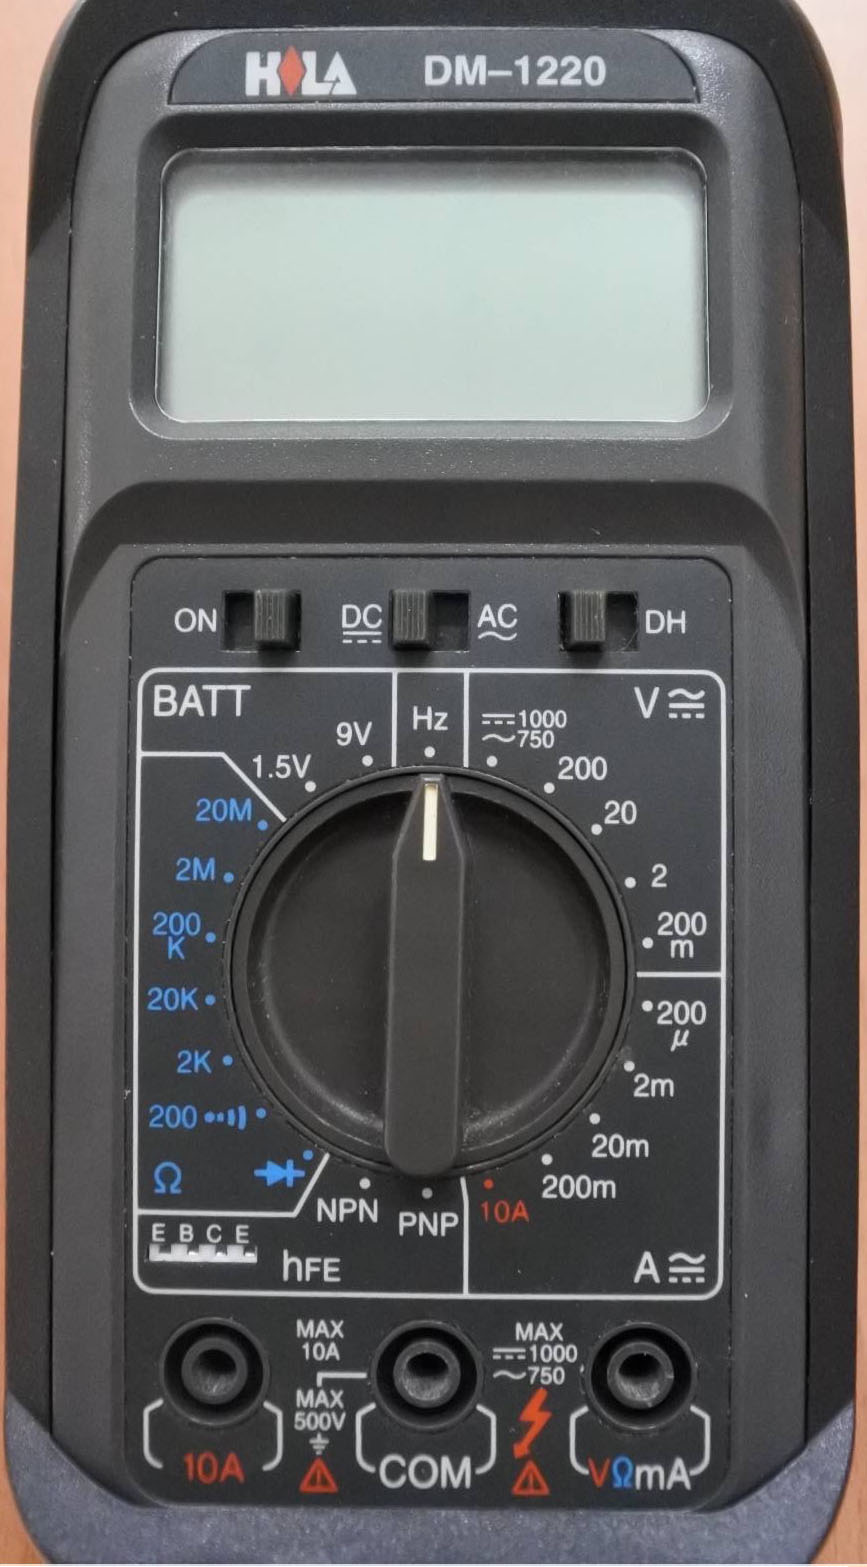 HILA DM-1220
ON DC AC DH
BATT
1.5V
9V
Hz
1000
750
V
200
20
2
200
m
200
µ
2m
20m
200m
10A
A
20M
2M
200
K
20K
2K
200
Ω
NPN
PNP
E B C E
hFE
MAX
10A
MAX
500V
MAX
1000
750
10A
COM
VΩmA